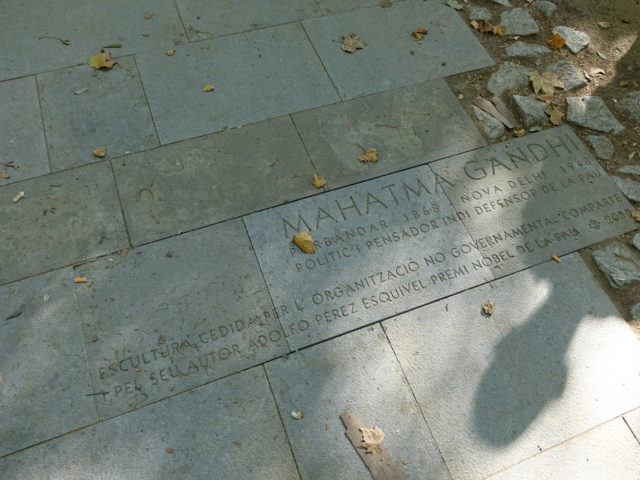 MAHATMA GANDHI
PORBANDAR 1869 NOVA DELHI 1948
POLÍTIC I PENSADOR INDI DEFENSOR DE LA PAU
ESCULTURA CEDIDA PER L'ORGANITZACIÓ NO GOVERNAMENTAL "COMPARTE"
I PEL SEU AUTOR ADOLFO PÉREZ ESQUIVEL PREMI NÒBEL DE LA PAU